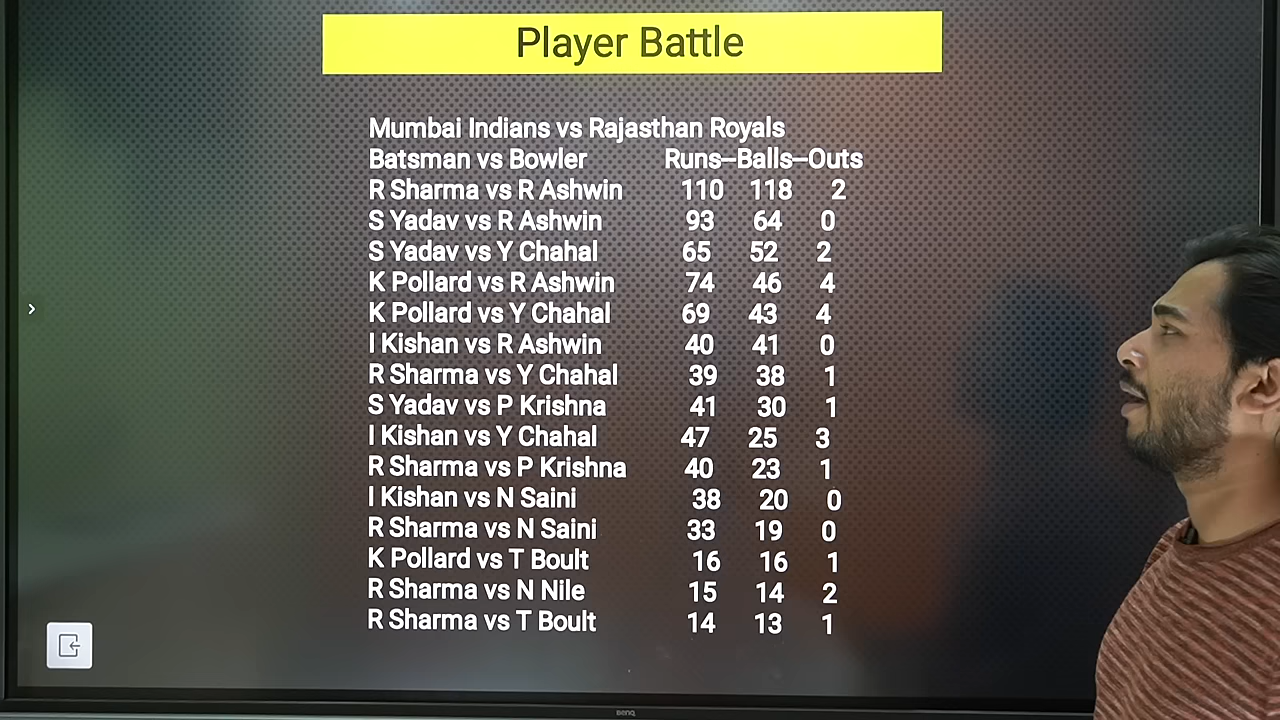 Player Battle
Mumbai Indians vs Rajasthan Royals
Batsman vs Bowler Runs–Balls–Outs
R Sharma vs R Ashwin 110 118 2
S Yadav vs R Ashwin 93 64 0
S Yadav vs Y Chahal 65 52 2
K Pollard vs R Ashwin 74 46 4
K Pollard vs Y Chahal 69 43 4
I Kishan vs R Ashwin 40 41 0
R Sharma vs Y Chahal 39 38 1
S Yadav vs P Krishna 41 30 1
I Kishan vs Y Chahal 47 25 3
R Sharma vs P Krishna 40 23 1
I Kishan vs N Saini 38 20 0
R Sharma vs N Saini 33 19 0
K Pollard vs T Boult 16 16 1
R Sharma vs N Nile 15 14 2
R Sharma vs T Boult 14 13 1
BenQ